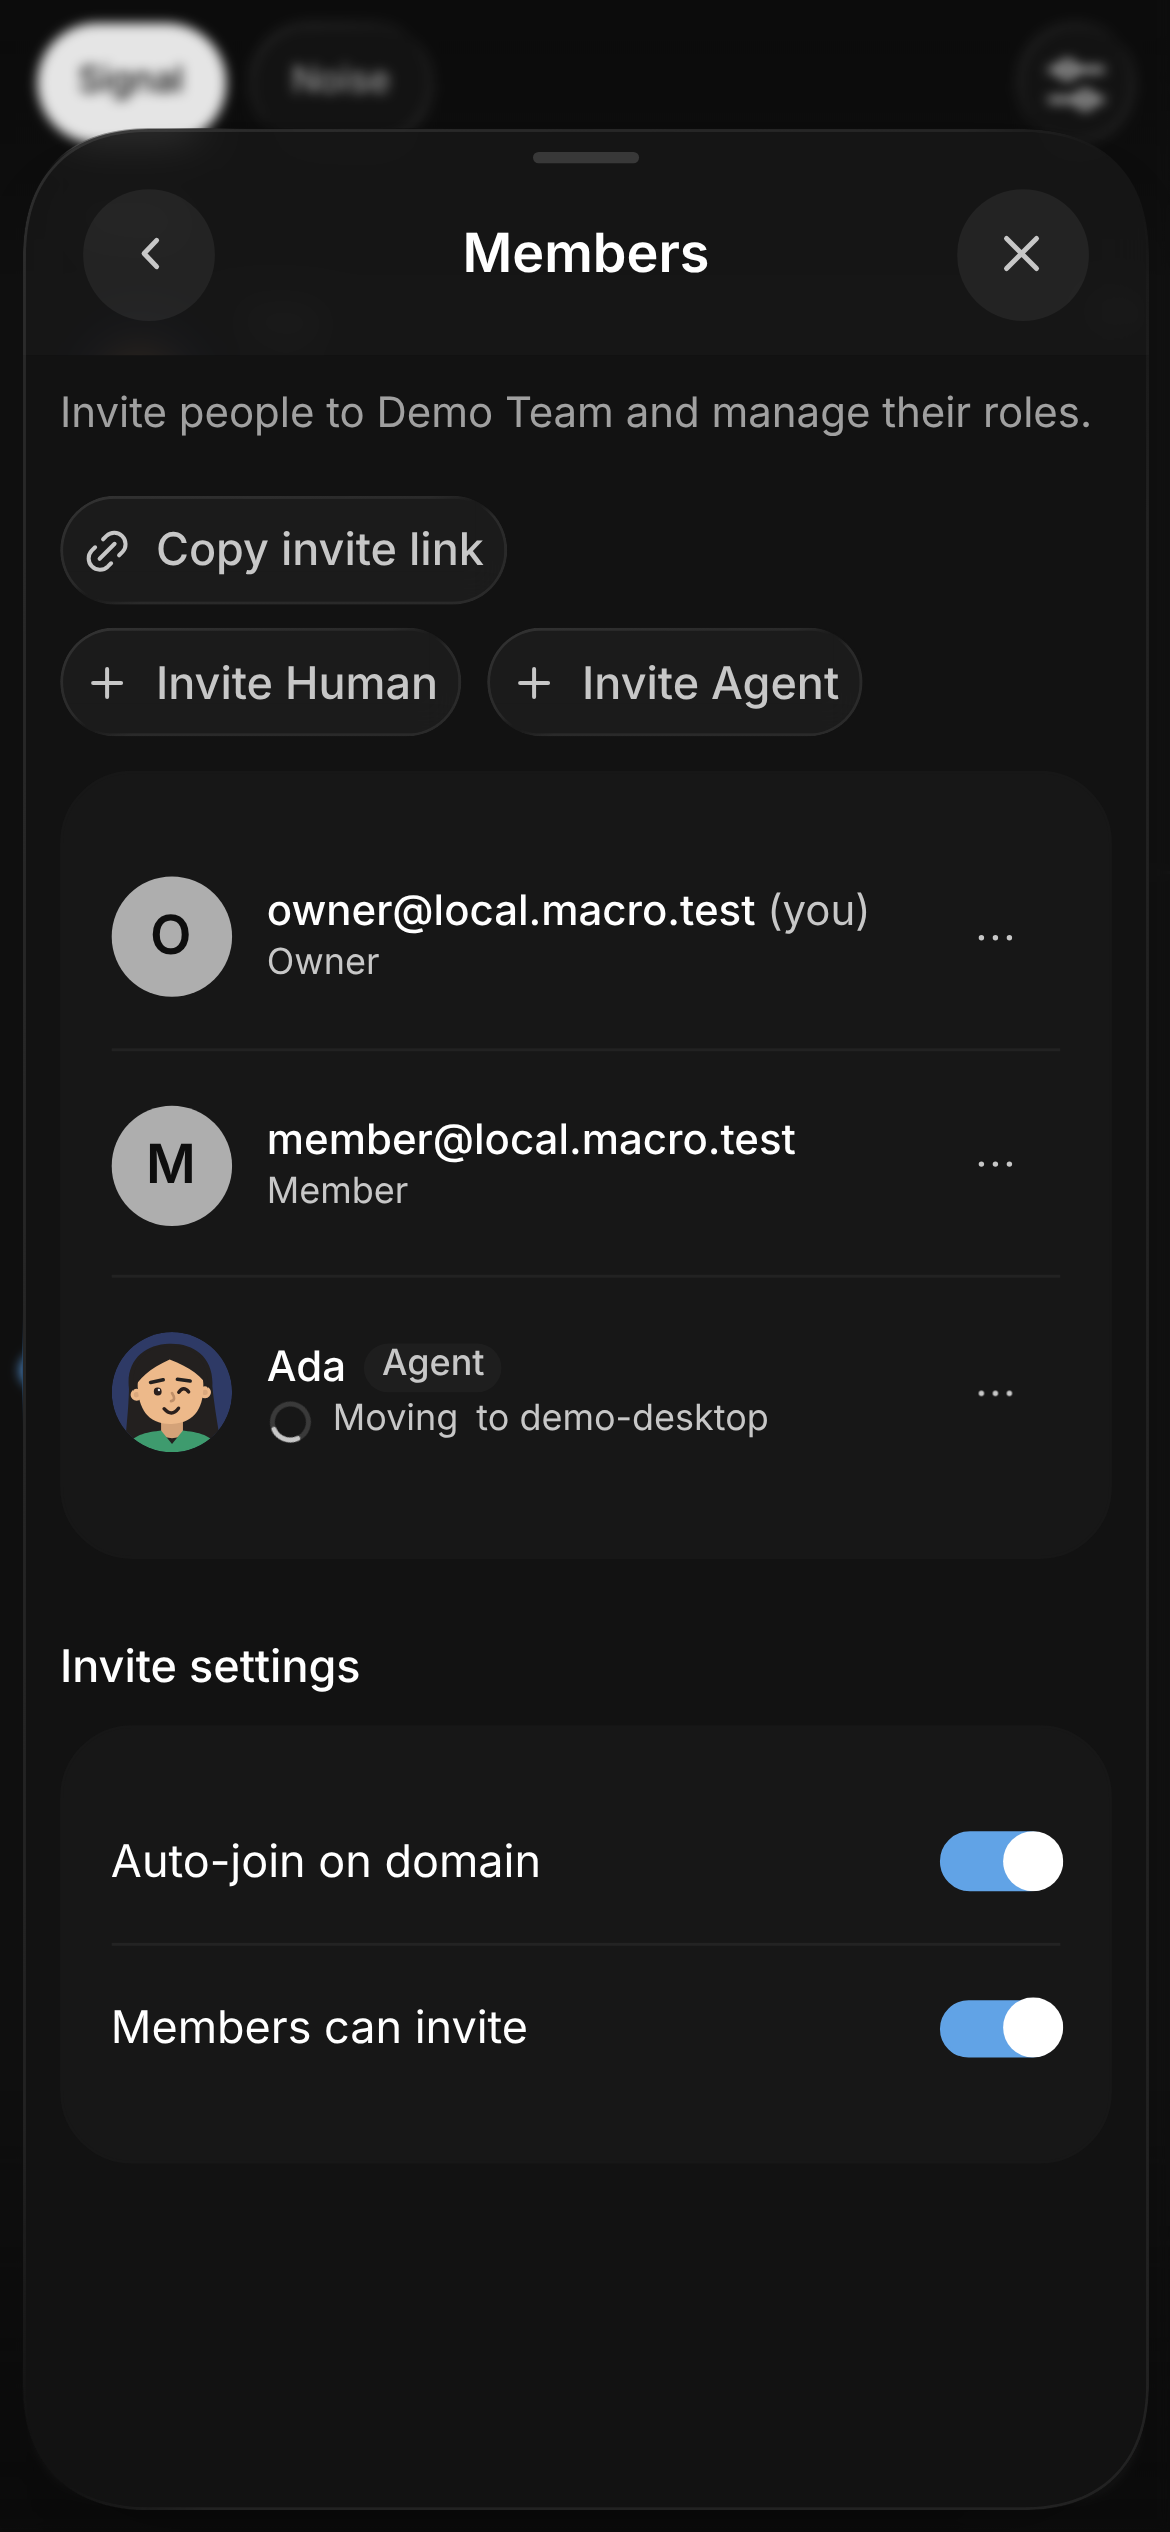 Signal
Noise
Members
Invite people to Demo Team and manage their roles.
Copy invite link
Invite Human
Invite Agent
O
owner@local.macro.test (you)
Owner
M
member@local.macro.test
Member
Ada
Agent
Moving to demo-desktop
Invite settings
Auto-join on domain
Members can invite